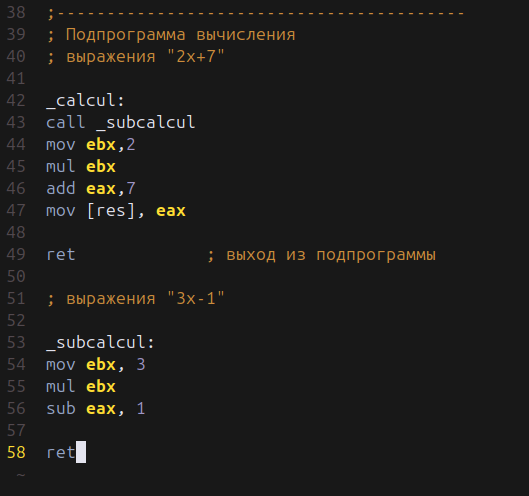 38 ;-----------------------------------------
39 ; Подпрограмма вычисления
40 ; выражения "2x+7"
41
42 _calcul:
43 call _subcalcul
44 mov ebx,2
45 mul ebx
46 add eax,7
47 mov [res], eax
48
49 ret             ; выход из подпрограммы
50
51 ; выражения "3x-1"
52
53 _subcalcul:
54 mov ebx, 3
55 mul ebx
56 sub eax, 1
57
58 ret
~